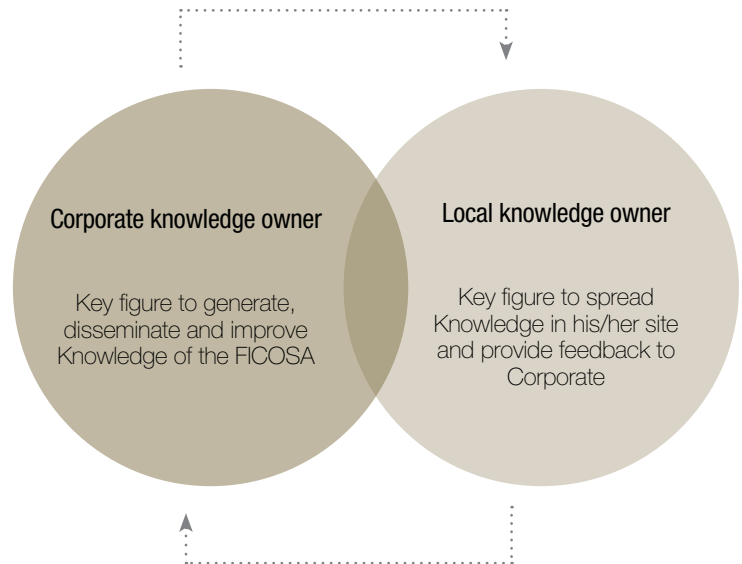 Corporate knowledge owner
Key figure to generate,
disseminate and improve
Knowledge of the FICOSA
Local knowledge owner
Key figure to spread
Knowledge in his/her site
and provide feedback to
Corporate